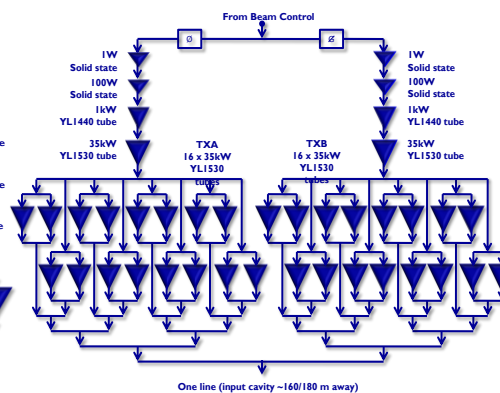 From Beam Control
Ø
Ø
1W
Solid state
100W
Solid state
1kW
YL1440 tube
35kW
YL1530 tube
TXA
16 x 35kW
YL1530
tubes
TXB
16 x 35kW
YL1530
tubes
1W
Solid state
100W
Solid state
1kW
YL1440 tube
35kW
YL1530 tube
One line (input cavity ~160/180 m away)